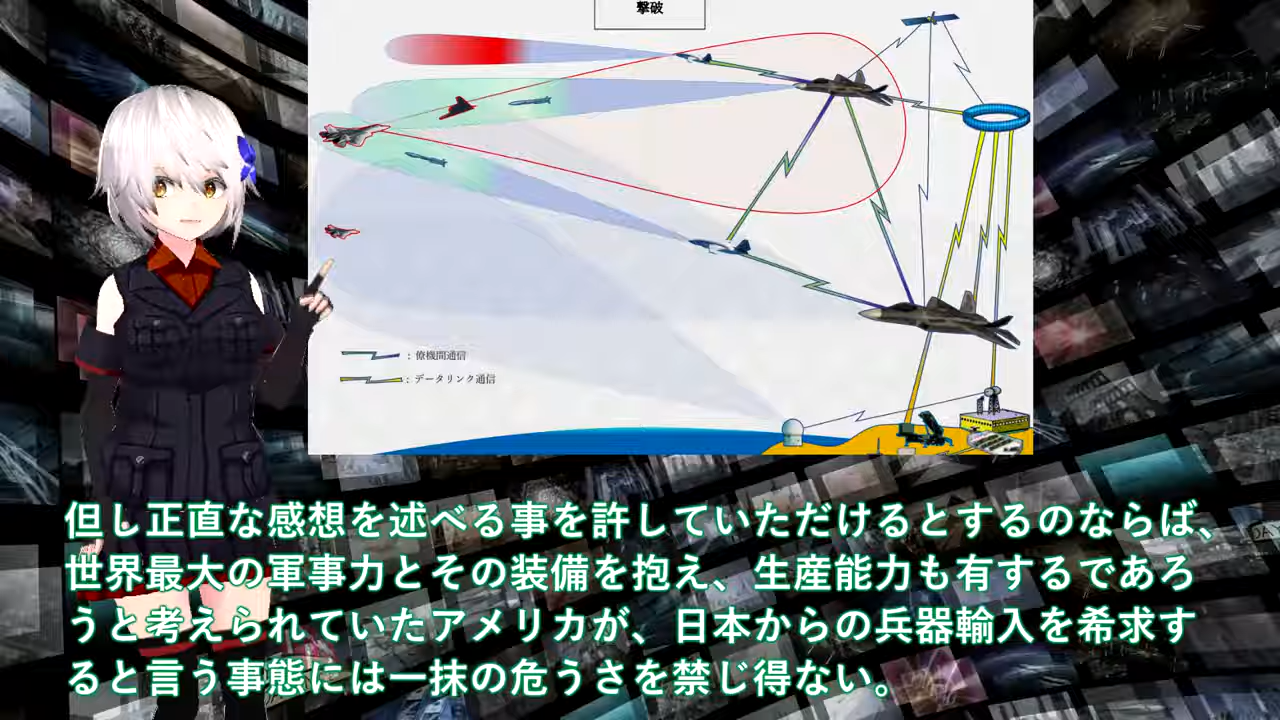 撃破
: 僚機間通信
: データリンク通信
但し正直な感想を述べる事を許していただけるとするのならば、
世界最大の軍事力とその装備を抱え、生産能力も有するであろ
うと考えられていたアメリカが、日本からの兵器輸入を希求す
ると言う事態には一抹の危うさを禁じ得ない。